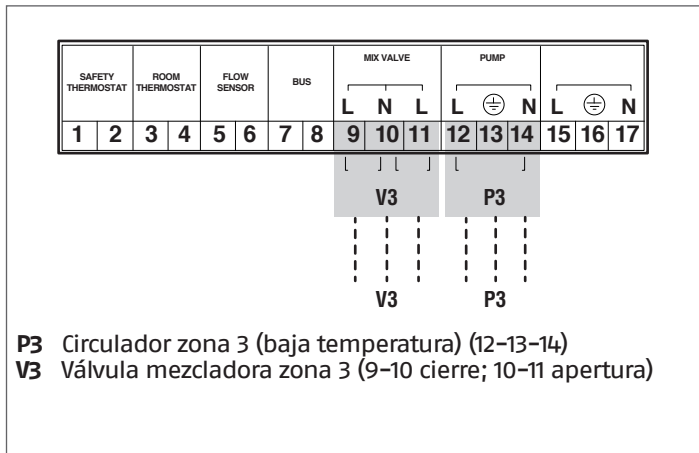 MIX VALVE PUMP
SAFETY THERMOSTAT ROOM THERMOSTAT FLOW SENSOR BUS
L N L L N L N
1 2 3 4 5 6 7 8 9 10 11 12 13 14 15 16 17
V3 P3
V3 P3
P3 Circulador zona 3 (baja temperatura) (12–13–14)
V3 Válvula mezcladora zona 3 (9–10 cierre; 10–11 apertura)